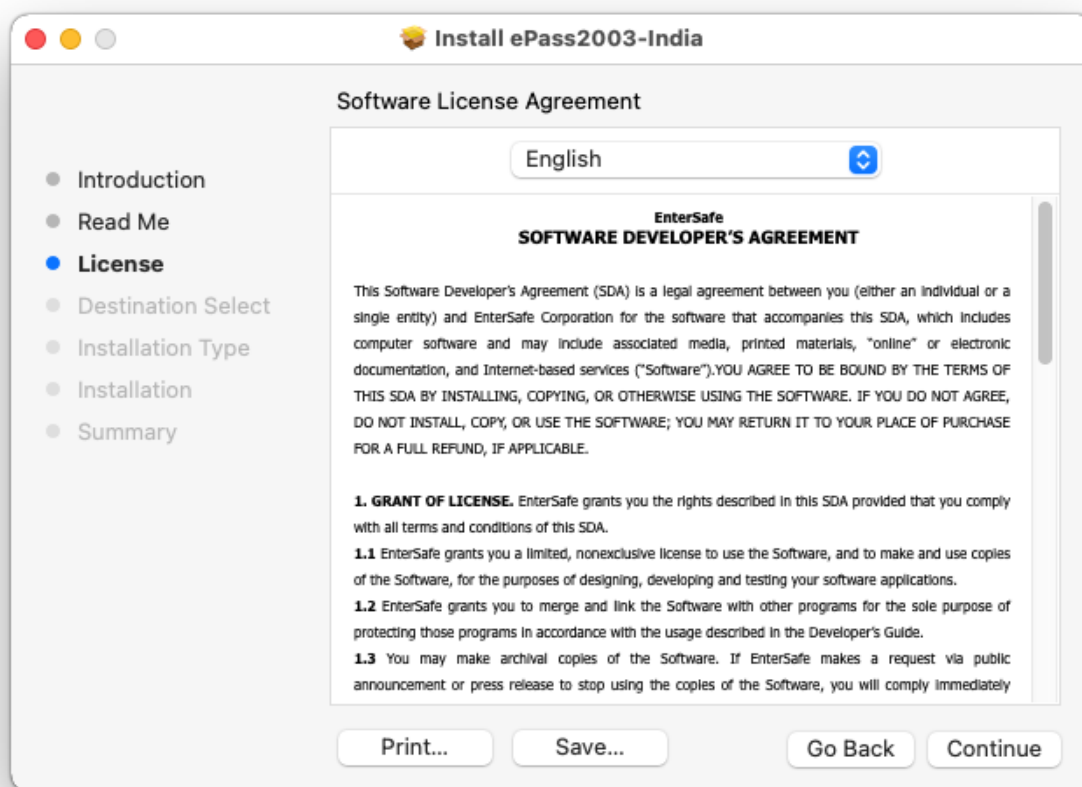 Install ePass2003-India
Software License Agreement
Introduction
Read Me
License
Destination Select
Installation Type
Installation
Summary
English
EnterSafe
SOFTWARE DEVELOPER'S AGREEMENT
This Software Developer's Agreement (SDA) is a legal agreement between you (either an individual or a
single entity) and EnterSafe Corporation for the software that accompanies this SDA, which includes
computer software and may include associated media, printed materials, "online" or electronic
documentation, and Internet-based services ("Software").YOU AGREE TO BE BOUND BY THE TERMS OF
THIS SDA BY INSTALLING, COPYING, OR OTHERWISE USING THE SOFTWARE. IF YOU DO NOT AGREE,
DO NOT INSTALL, COPY, OR USE THE SOFTWARE; YOU MAY RETURN IT TO YOUR PLACE OF PURCHASE
FOR A FULL REFUND, IF APPLICABLE.
1. GRANT OF LICENSE. EnterSafe grants you the rights described in this SDA provided that you comply
with all terms and conditions of this SDA.
1.1 EnterSafe grants you a limited, nonexclusive license to use the Software, and to make and use copies
of the Software, for the purposes of designing, developing and testing your software applications.
1.2 EnterSafe grants you to merge and link the Software with other programs for the sole purpose of
protecting those programs in accordance with the usage described in the Developer's Guide.
1.3 You may make archival copies of the Software. If EnterSafe makes a request via public
announcement or press release to stop using the copies of the Software, you will comply immediately
Print...
Save...
Go Back
Continue